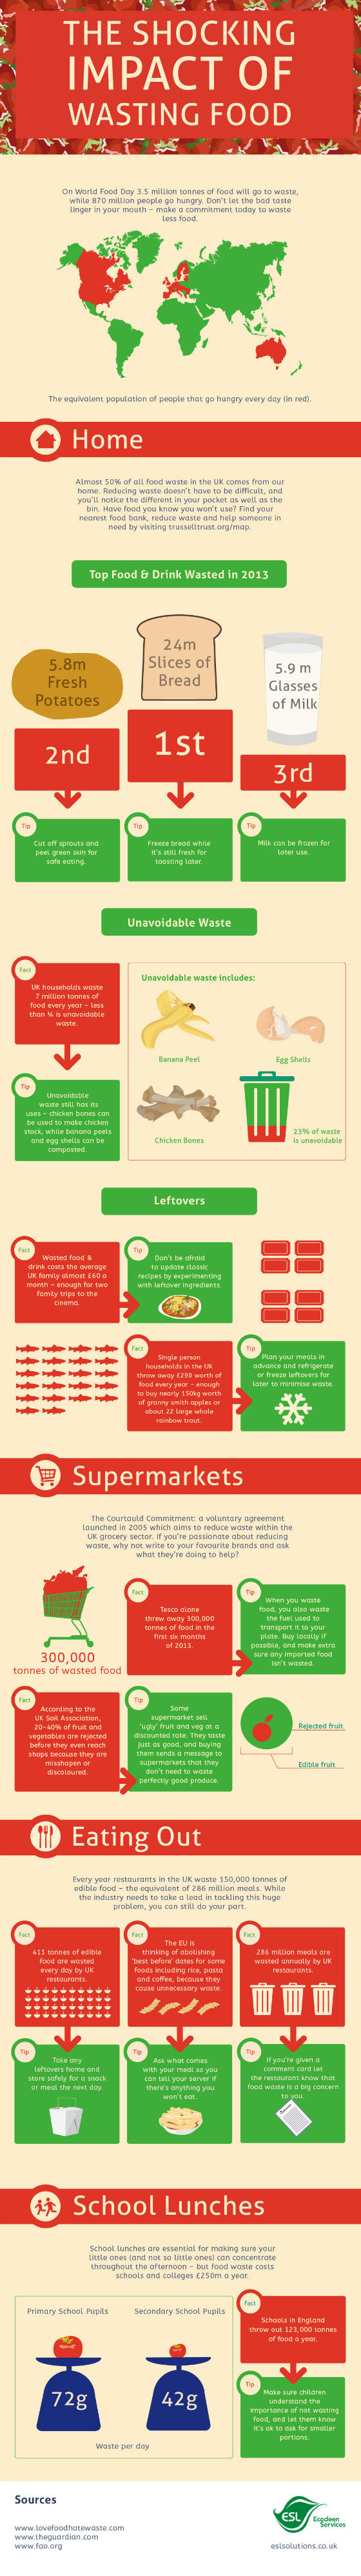 THE SHOCKING
IMPACT OF
WASTING FOOD
On World Food Day 3.5 million tonnes of food will go to waste,
while 870 million people go hungry. Don't let the bad taste
linger in your mouth - make a commitment today to waste
less food.
The equivalent population of people that go hungry every day (in red).
Home
Almost 50% of all food waste in the UK comes from our
home. Reducing waste doesn't have to be difficult, and
you'll notice the different in your pocket as well as the
bin. Have food you know you won't use? Find your
nearest food bank, reduce waste and help someone in
need by visiting trusselltrust.org/map.
Top Food & Drink Wasted in 2013
5.8m
Fresh
Potatoes
24m
Slices of
Bread
5.9 m
Glasses
of Milk
2nd
1st
3rd
Tip
Cut off sprouts and
peel green skin for
safe eating.
Tip
Freeze bread while
it's still fresh for
toasting later.
Tip
Milk can be frozen for
later use.
Unavoidable Waste
Fact
UK households waste
7 million tonnes of
food every year - less
than ¼ is unavoidable
waste.
Tip
Unavoidable
waste still has its
uses - chicken bones can
be used to make chicken
stock, while banana peels
and egg shells can be
composted.
Unavoidable waste includes:
Banana Peel
Egg Shells
Chicken Bones
23% of waste
is unavoidable
Leftovers
Fact
Wasted food &
drink costs the average
UK family almost £60 a
month - enough for two
family trips to the
cinema.
Tip
Don't be afraid
to update classic
recipes by experimenting
with leftover ingredients.
Fact
Single person
households in the UK
throw away £290 worth of
food every year - enough
to buy nearly 150kg worth
of granny smith apples or
about 22 large whole
rainbow trout.
Tip
Plan your meals in
advance and refrigerate
or freeze leftovers for
later to minimise waste.
Supermarkets
The Courtauld Commitment: a voluntary agreement
launched in 2005 which aims to reduce waste within the
UK grocery sector. If you're passionate about reducing
waste, why not write to your favourite brands and ask
what they're doing to help?
300,000
tonnes of wasted food
Fact
Tesco alone
threw away 300,000
tonnes of food in the
first six months
of 2013.
Tip
When you waste
food, you also waste
the fuel used to
transport it to your
plate. Buy locally if
possible, and make extra
sure any imported food
isn't wasted.
Fact
According to the
UK Soil Association,
20-40% of fruit and
vegetables are rejected
before they even reach
shops because they are
misshapen or
discoloured.
Tip
Some
supermarket sell
'ugly' fruit and veg at a
discounted rate. They taste
just as good, and buying
them sends a message to
supermarkets that they
don't need to waste
perfectly good produce.
Rejected fruit
Edible fruit
Eating Out
Every year restaurants in the UK waste 150,000 tonnes of
edible food - the equivalent of 286 million meals. While
the industry needs to take a lead in tackling this huge
problem, you can still do your part.
Fact
411 tonnes of edible
food are wasted
every day by UK
restaurants.
Fact
The EU is
thinking of abolishing
'best before' dates for some
foods including rice, pasta
and coffee, because they
cause unnecessary waste.
Fact
286 million meals are
wasted annually by UK
restaurants.
Tip
Take any
leftovers home and
store safely for a snack
or meal the next day.
Tip
Ask what comes
with your meal so you
can tell your server if
there's anything you
won't eat.
Tip
If you're given a
comment card let
the restaurant know that
food waste is a big concern
to you.
School Lunches
School lunches are essential for making sure your
little ones (and not so little ones) can concentrate
throughout the afternoon - but food waste costs
schools and colleges £250m a year.
Primary School Pupils
Secondary School Pupils
72g
42g
Waste per day
Fact
Schools in England
throw out 123,000 tonnes
of food a year.
Tip
Make sure children
understand the
importance of not wasting
food, and let them know
it's ok to ask for smaller
portions.
Sources
www.lovefoodhatewaste.com
www.theguardian.com
www.fao.org
ESL Ecodeen
Services
eslsolutions.co.uk